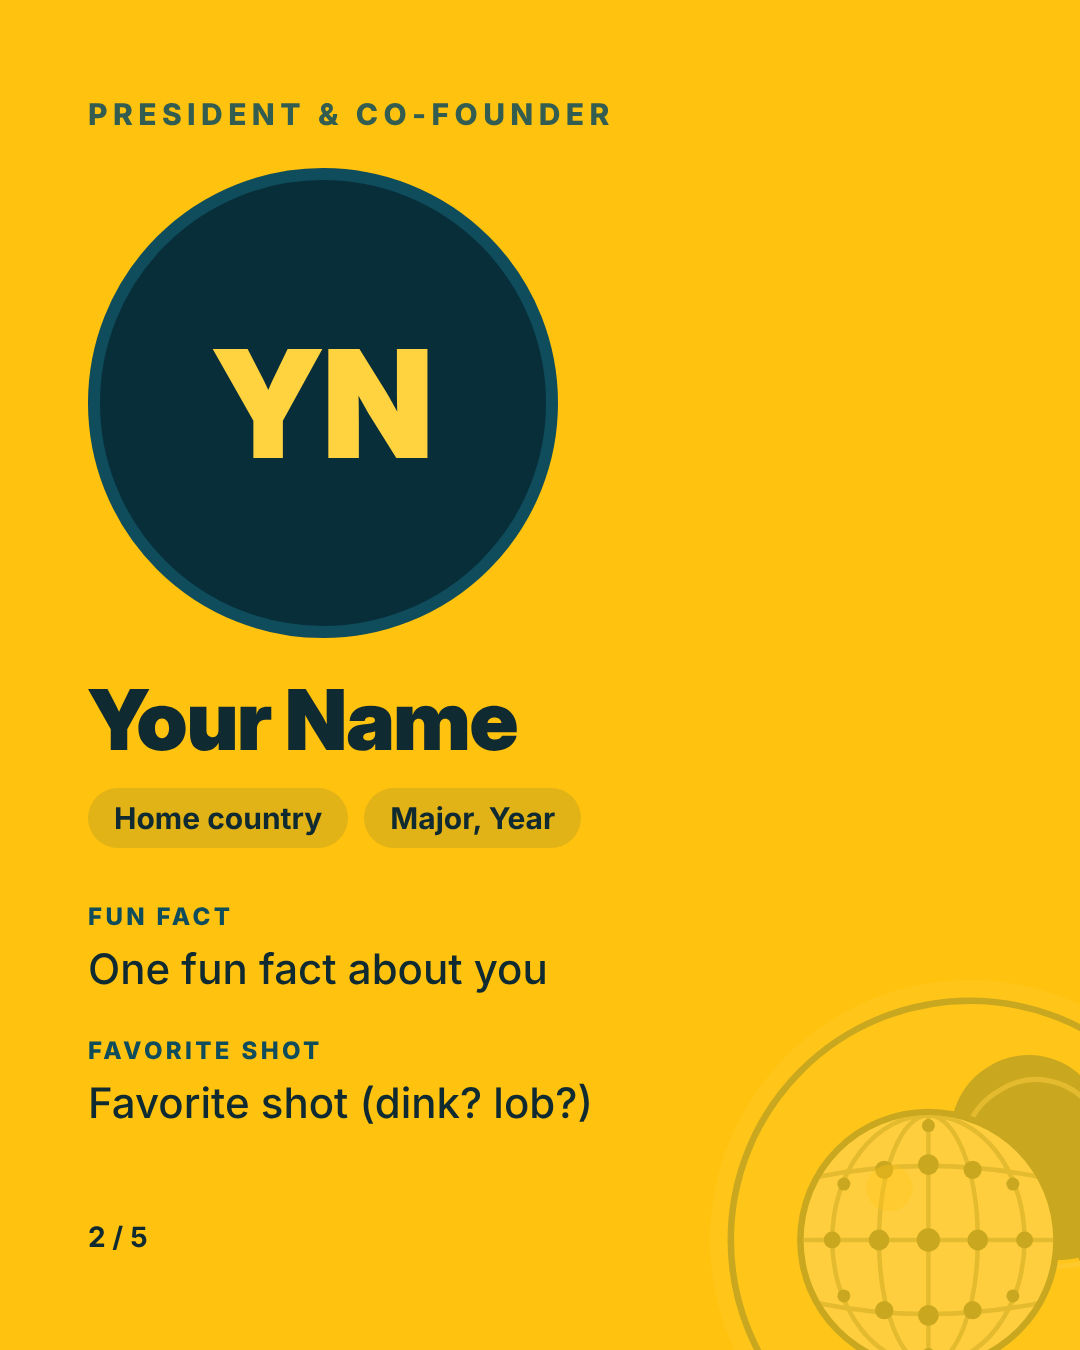 PRESIDENT & CO-FOUNDER
YN
Your Name
Home country
Major, Year
FUN FACT
One fun fact about you
FAVORITE SHOT
Favorite shot (dink? lob?)
2 / 5